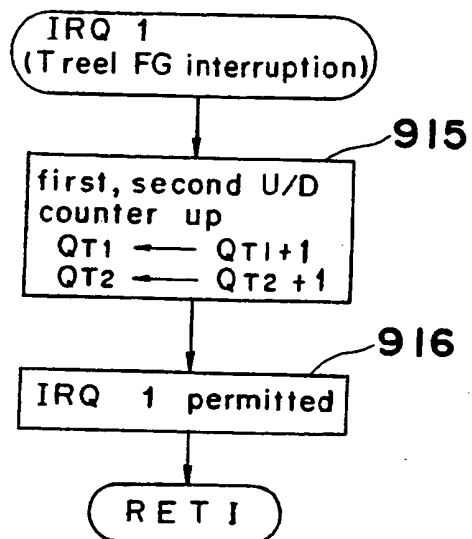 IRQ 1
(T reel FG interruption)
915
first, second U/D
counter up
QT1 ← QT1+1
QT2 ← QT2+1
916
IRQ 1 permitted
RETI